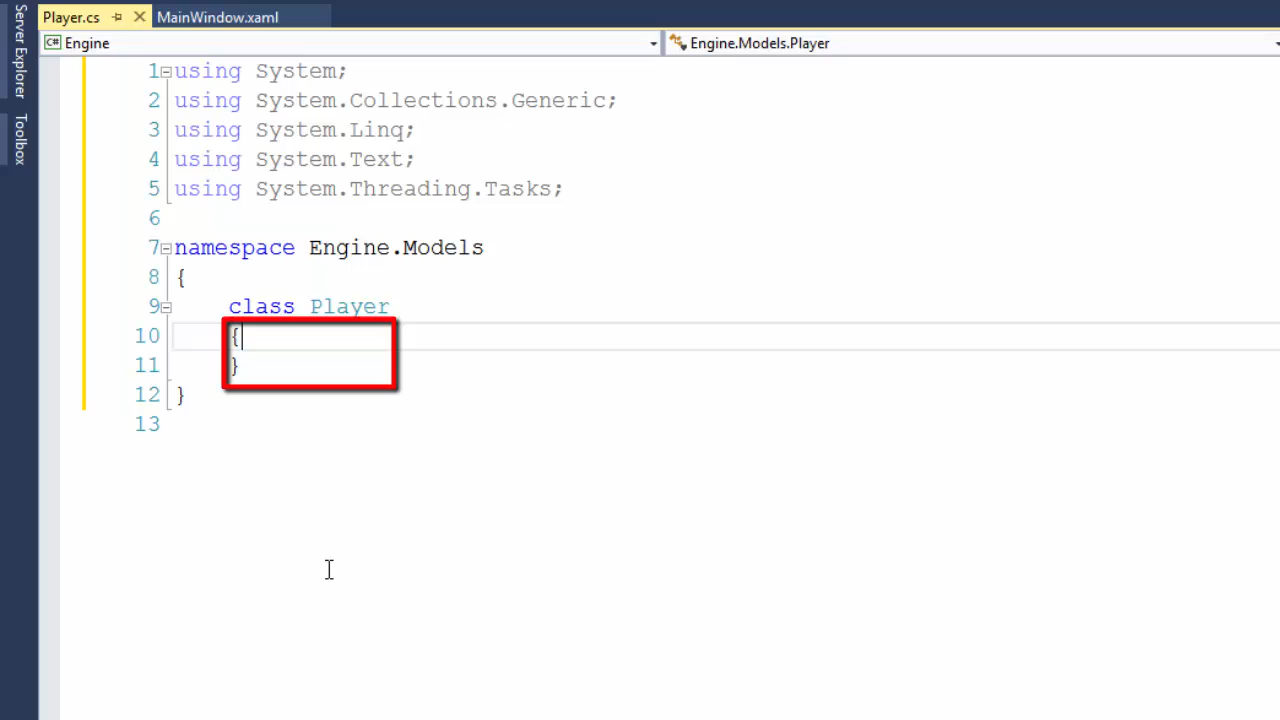 Server Explorer
Toolbox
Player.cs
MainWindow.xaml
C# Engine
Engine.Models.Player
1 using System;
2 using System.Collections.Generic;
3 using System.Linq;
4 using System.Text;
5 using System.Threading.Tasks;
6
7 namespace Engine.Models
8 {
9 class Player
10 {
11 }
12 }
13